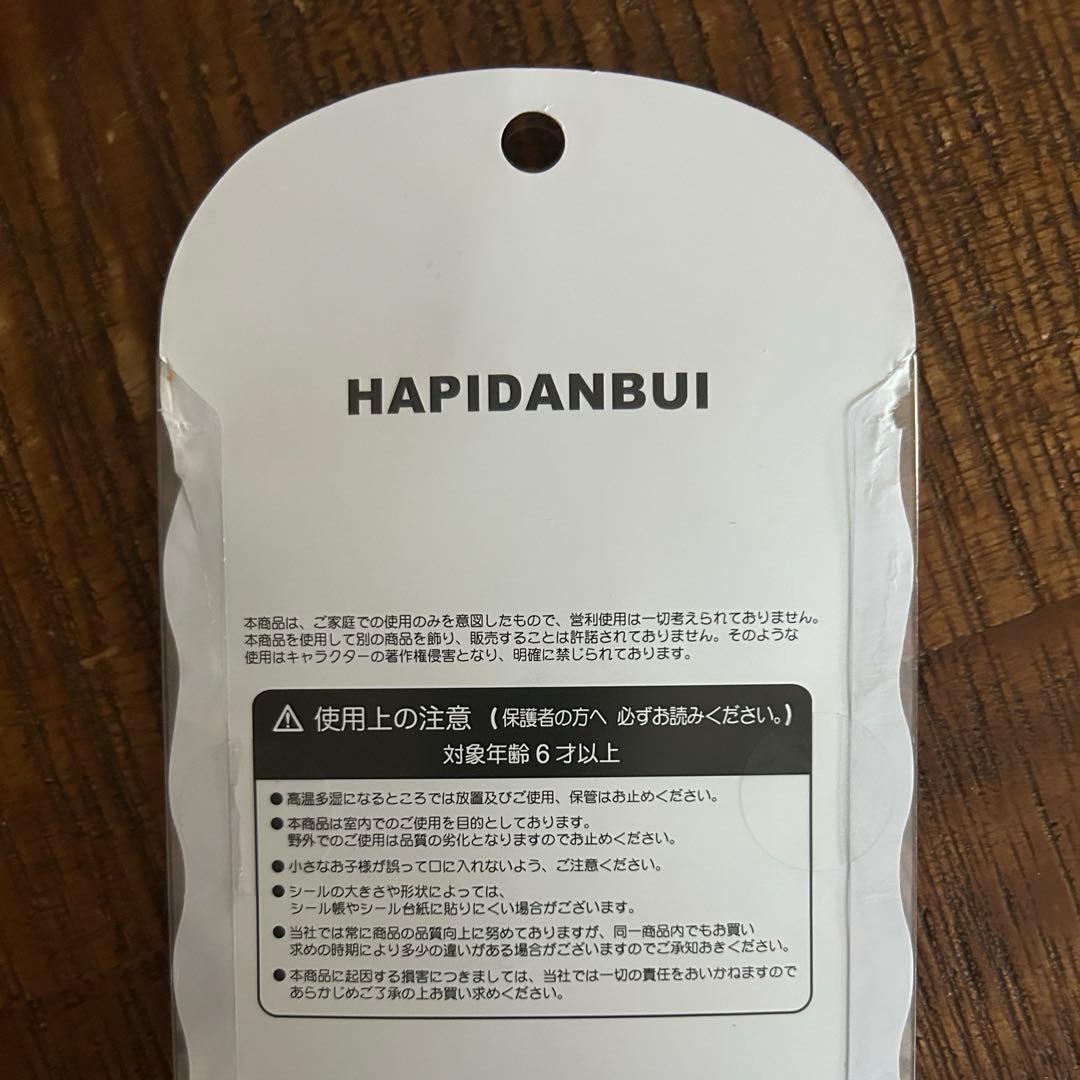 HAPIDANBUI
本商品は、ご家庭での使用のみを意図したもので、営利使用は一切考えられておりません。
本商品を使用して別の商品を飾り、販売することは許諾されておりません。そのような
使用はキャラクターの著作権侵害となり、明確に禁じられております。
⚠ 使用上の注意 (保護者の方へ 必ずお読みください。)
対象年齢6才以上
●高温多湿になるところでは放置及びご使用、保管はお止めください。
●本商品は室内でのご使用を目的としております。
野外でのご使用は品質の劣化となりますのでお止めください。
●小さなお子様が誤って口に入れないよう、ご注意ください。
●シールの大きさや形状によっては、
シール帳やシール台紙に貼りにくい場合がございます。
●当社では常に商品の品質向上に努めておりますが、同一商品内でもお買い
求めの時期により多少の違いがある場合がございますのでご承知おきください。
●本商品に起因する損害につきましては、当社では一切の責任をおいかねますので
あらかじめご了承の上お買い求めください。